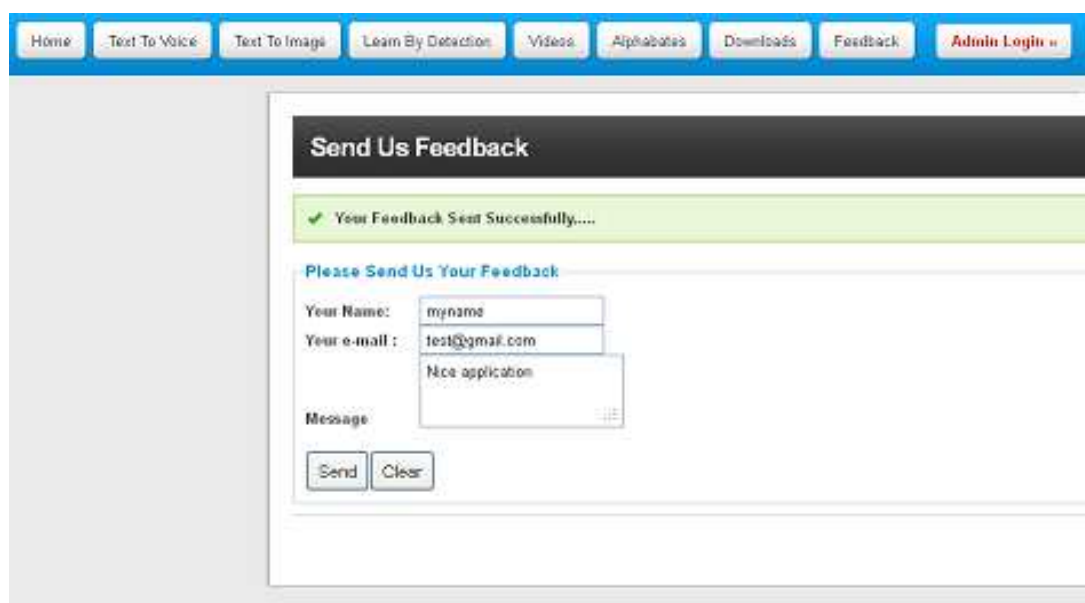 Home Text To Voice Text To Image Learn By Detection Videos Alphabates Downloads Feedback Admin Login »
Send Us Feedback
Your Feedback Sent Successfully.....
Please Send Us Your Feedback
Your Name: myname
Your e-mail : test@gmail.com
Nice application
Message
Send Clear